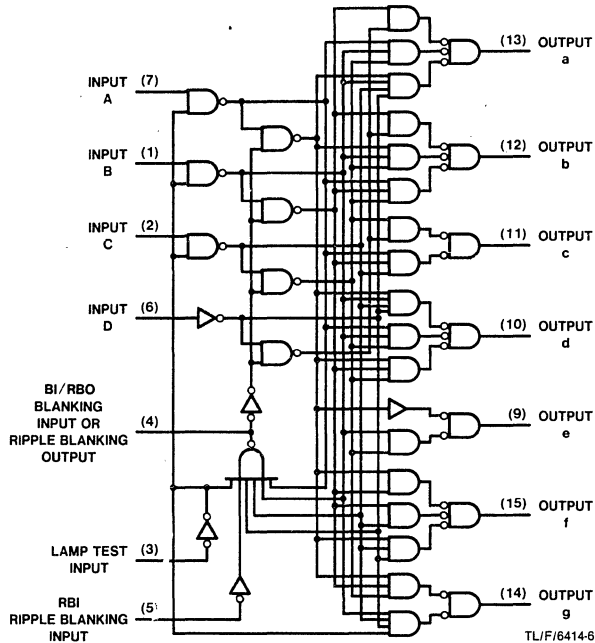 (13) OUTPUT
a
INPUT (7)
A
INPUT (1)
B
(12) OUTPUT
b
INPUT (2)
C
(11) OUTPUT
c
INPUT (6)
D
(10) OUTPUT
d
BI/RBO
BLANKING
INPUT OR (4)
RIPPLE BLANKING
OUTPUT
(9) OUTPUT
e
(15) OUTPUT
f
LAMP TEST (3)
INPUT
RBI
RIPPLE BLANKING (5)
INPUT
(14) OUTPUT
g
TL/F/6414-6